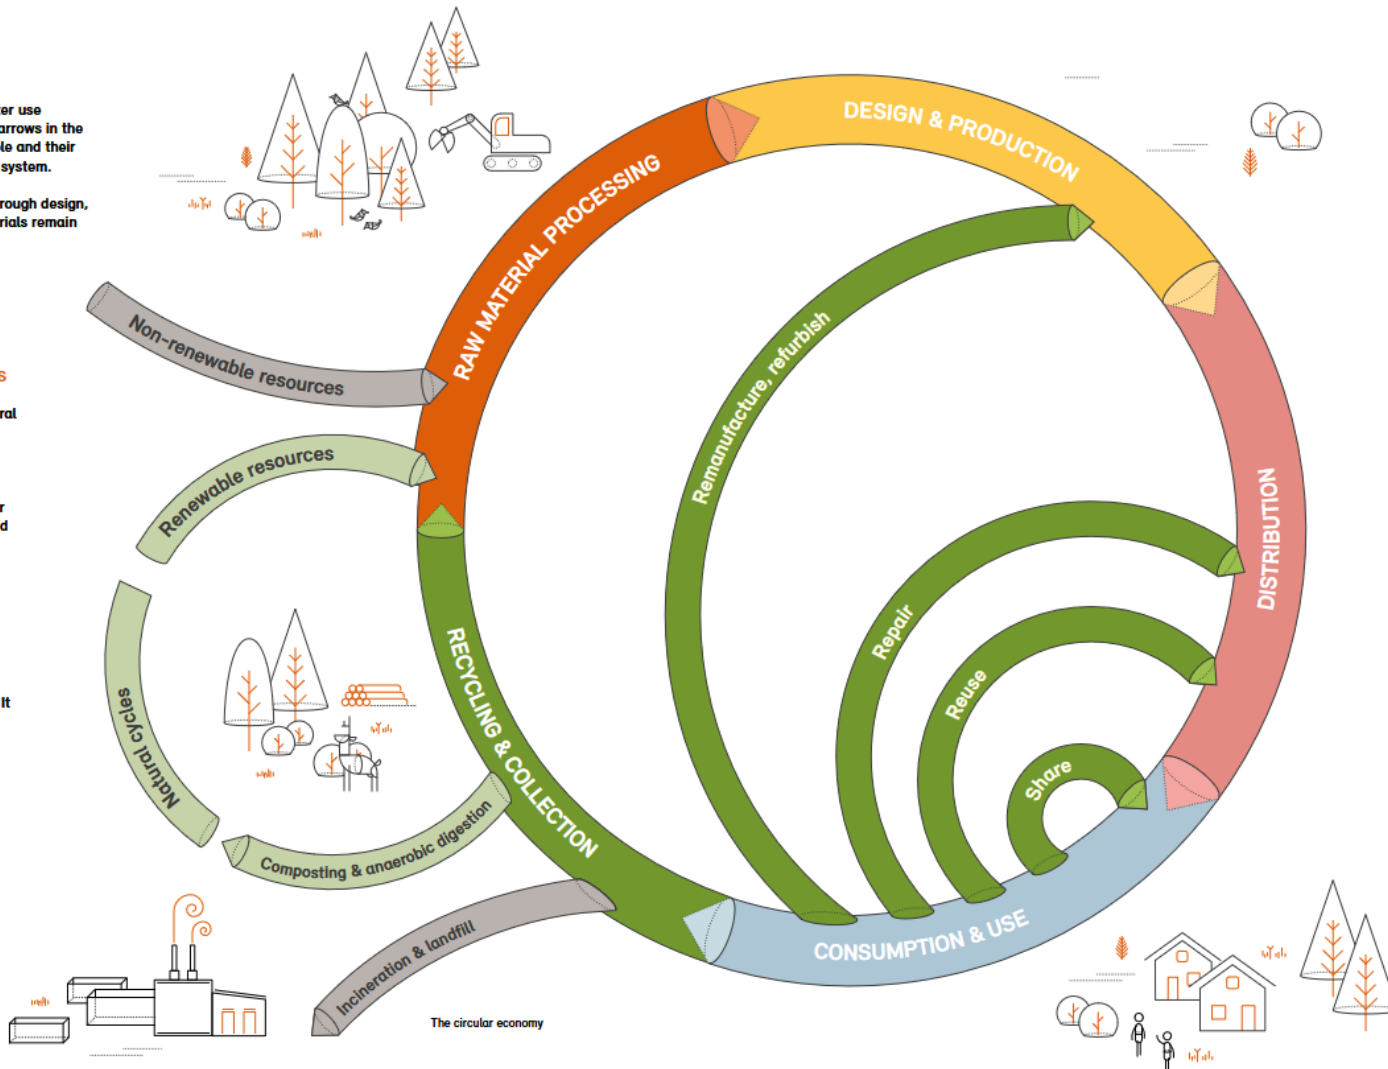 ter use
arrows in the
le and their
system.
rough design,
rials remain
s
ral
r
d
It
DESIGN & PRODUCTION
RAW MATERIAL PROCESSING
Non-renewable resources
Renewable resources
Remanufacture, refurbish
DISTRIBUTION
Repair
Reuse
Share
RECYCLING & COLLECTION
Natural cycles
Composting & anaerobic digestion
Incineration & landfill
CONSUMPTION & USE
The circular economy